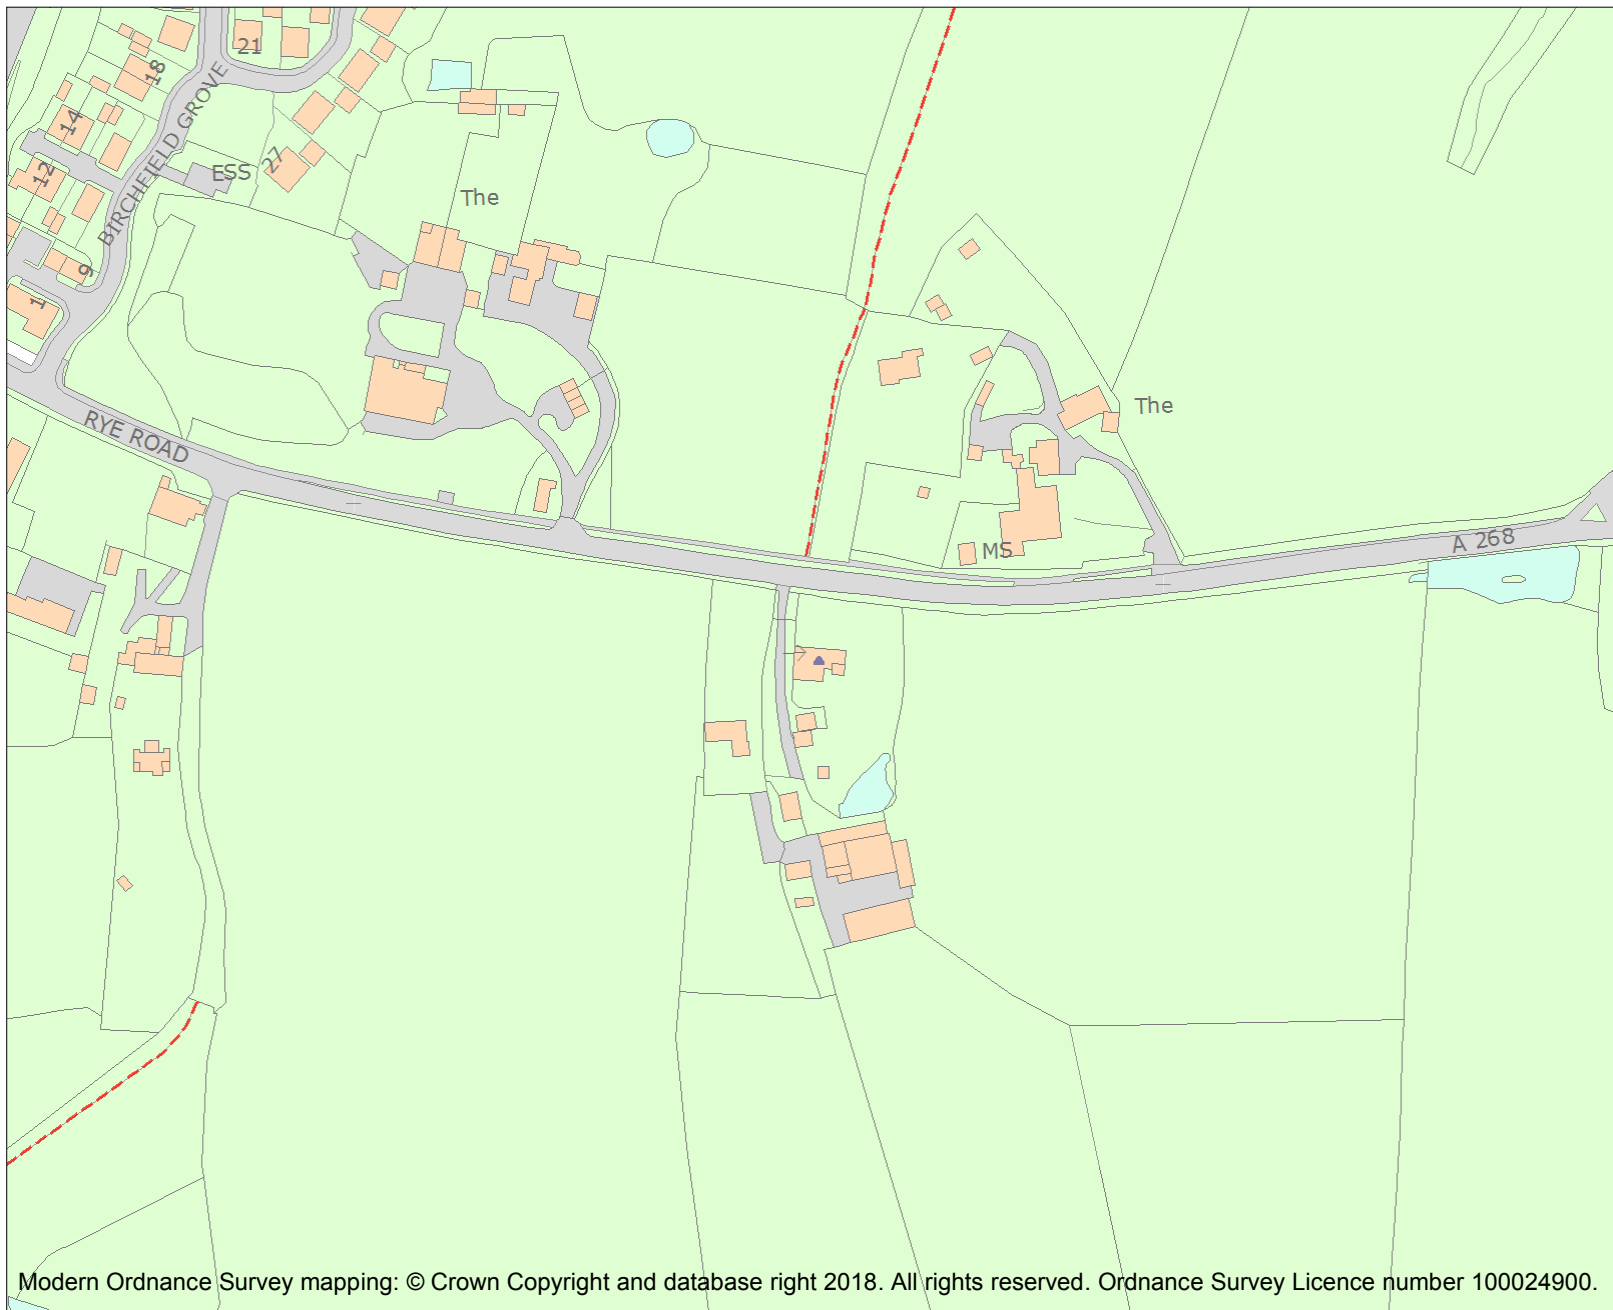 21
18
BIRCHFIELD GROVE
14
12
ESS
27
The
9
1
The
RYE ROAD
MS
A 268
Modern Ordnance Survey mapping: © Crown Copyright and database right 2018. All rights reserved. Ordnance Survey Licence number 100024900.